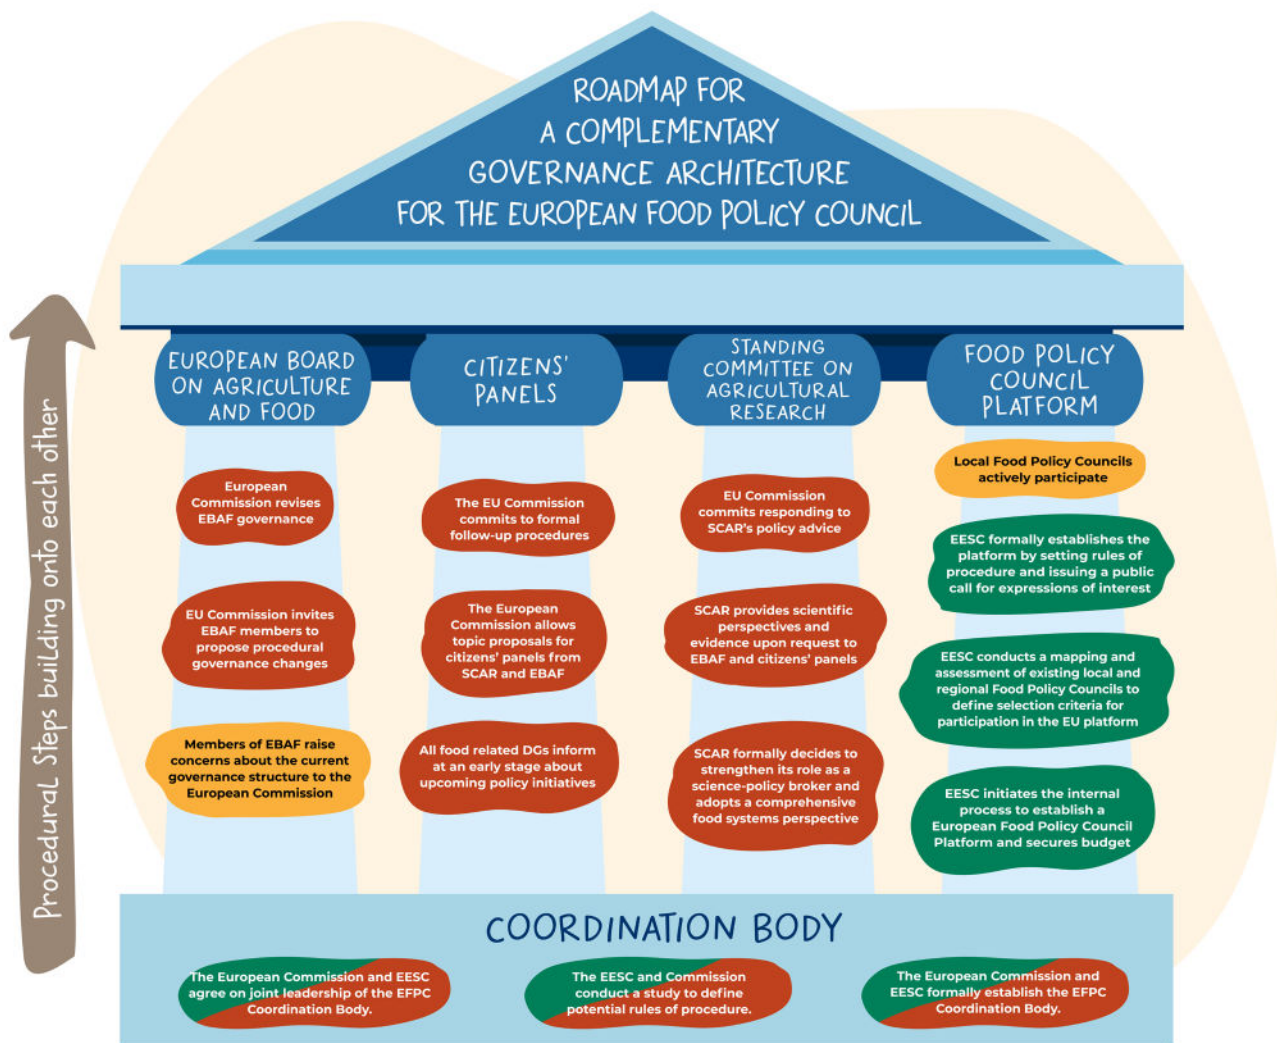 ROADMAP FOR
A COMPLEMENTARY
GOVERNANCE ARCHITECTURE
FOR THE EUROPEAN FOOD POLICY COUNCIL
Procedural Steps building onto each other
EUROPEAN BOARD
ON AGRICULTURE
AND FOOD
European
Commission revises
EBAF governance
EU Commission invites
EBAF members to
propose procedural
governance changes
Members of EBAF raise
concerns about the current
governance structure to the
European Commission
CITIZENS'
PANELS
The EU Commission
commits to formal
follow-up procedures
The European
Commission allows
topic proposals for
citizens' panels from
SCAR and EBAF
All food related DGs inform
at an early stage about
upcoming policy initiatives
STANDING
COMMITTEE ON
AGRICULTURAL
RESEARCH
EU Commission
commits responding to
SCAR's policy advice
SCAR provides scientific
perspectives and
evidence upon request to
EBAF and citizens' panels
SCAR formally decides to
strengthen its role as a
science-policy broker and
adopts a comprehensive
food systems perspective
FOOD POLICY
COUNCIL
PLATFORM
Local Food Policy Councils
actively participate
EESC formally establishes the
platform by setting rules of
procedure and issuing a public
call for expressions of interest
EESC conducts a mapping and
assessment of existing local and
regional Food Policy Councils to
define selection criteria for
participation in the EU platform
EESC initiates the internal
process to establish a
European Food Policy Council
Platform and secures budget
COORDINATION BODY
The European Commission and EESC
agree on joint leadership of the EFPC
Coordination Body.
The EESC and Commission
conduct a study to define
potential rules of procedure.
The European Commission and
EESC formally establish the EFPC
Coordination Body.